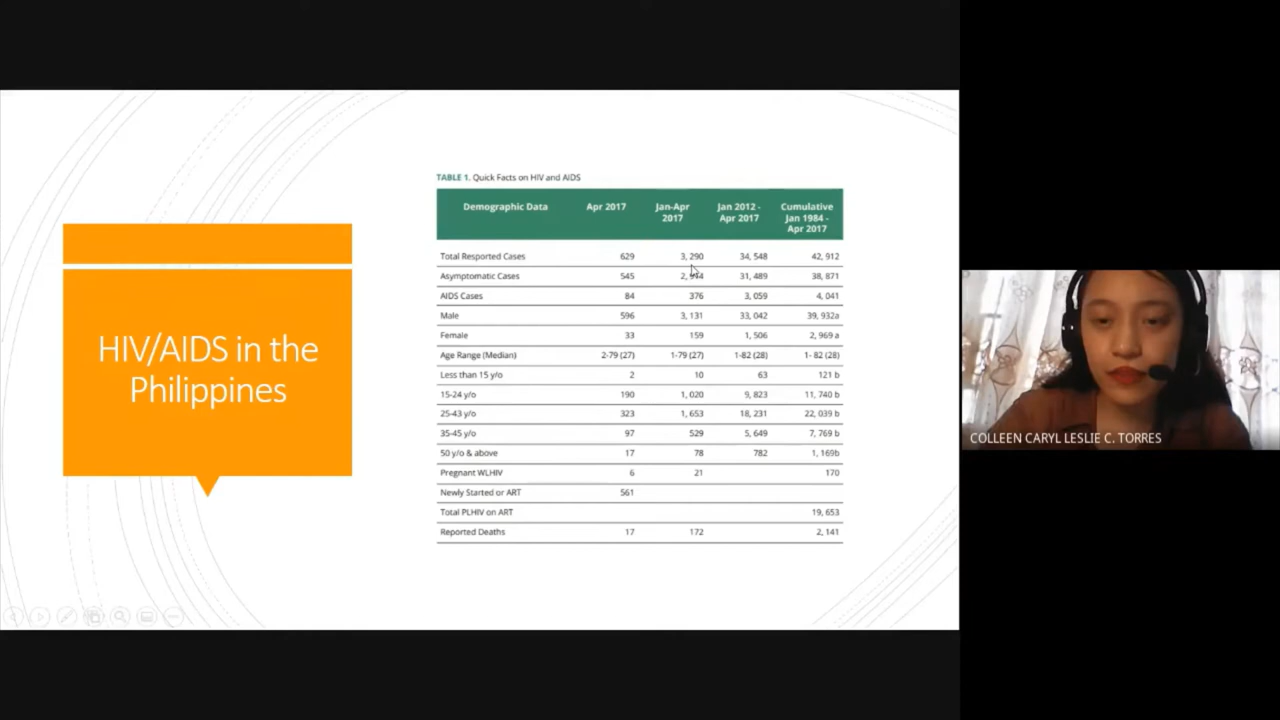 HIV/AIDS in the
Philippines
TABLE 1. Quick Facts on HIV and AIDS
Demographic Data Apr 2017 Jan-Apr 2017 Jan 2012 - Apr 2017 Cumulative Jan 1984 - Apr 2017
Total Resported Cases 629 3, 290 34, 548 42, 912
Asymptomatic Cases 545 31, 489 38, 871
AIDS Cases 84 376 3, 059 4, 041
Male 596 3, 131 33, 042 39, 932a
Female 33 159 1, 506 2, 969 a
Age Range (Median) 2-79 (27) 1-79 (27) 1-82 (28) 1- 82 (28)
Less than 15 y/o 2 10 63 121 b
15-24 y/o 190 1, 020 9, 823 11, 740 b
25-43 y/o 323 1, 653 18, 231 22, 039 b
35-45 y/o 97 529 5, 649 7, 769 b
50 y/o & above 17 78 782 1, 169b
Pregnant WLHIV 6 21 170
Newly Started or ART 561
Total PLHIV on ART 19, 653
Reported Deaths 17 172 2, 141
COLLEEN CARYL LESLIE C. TORRES